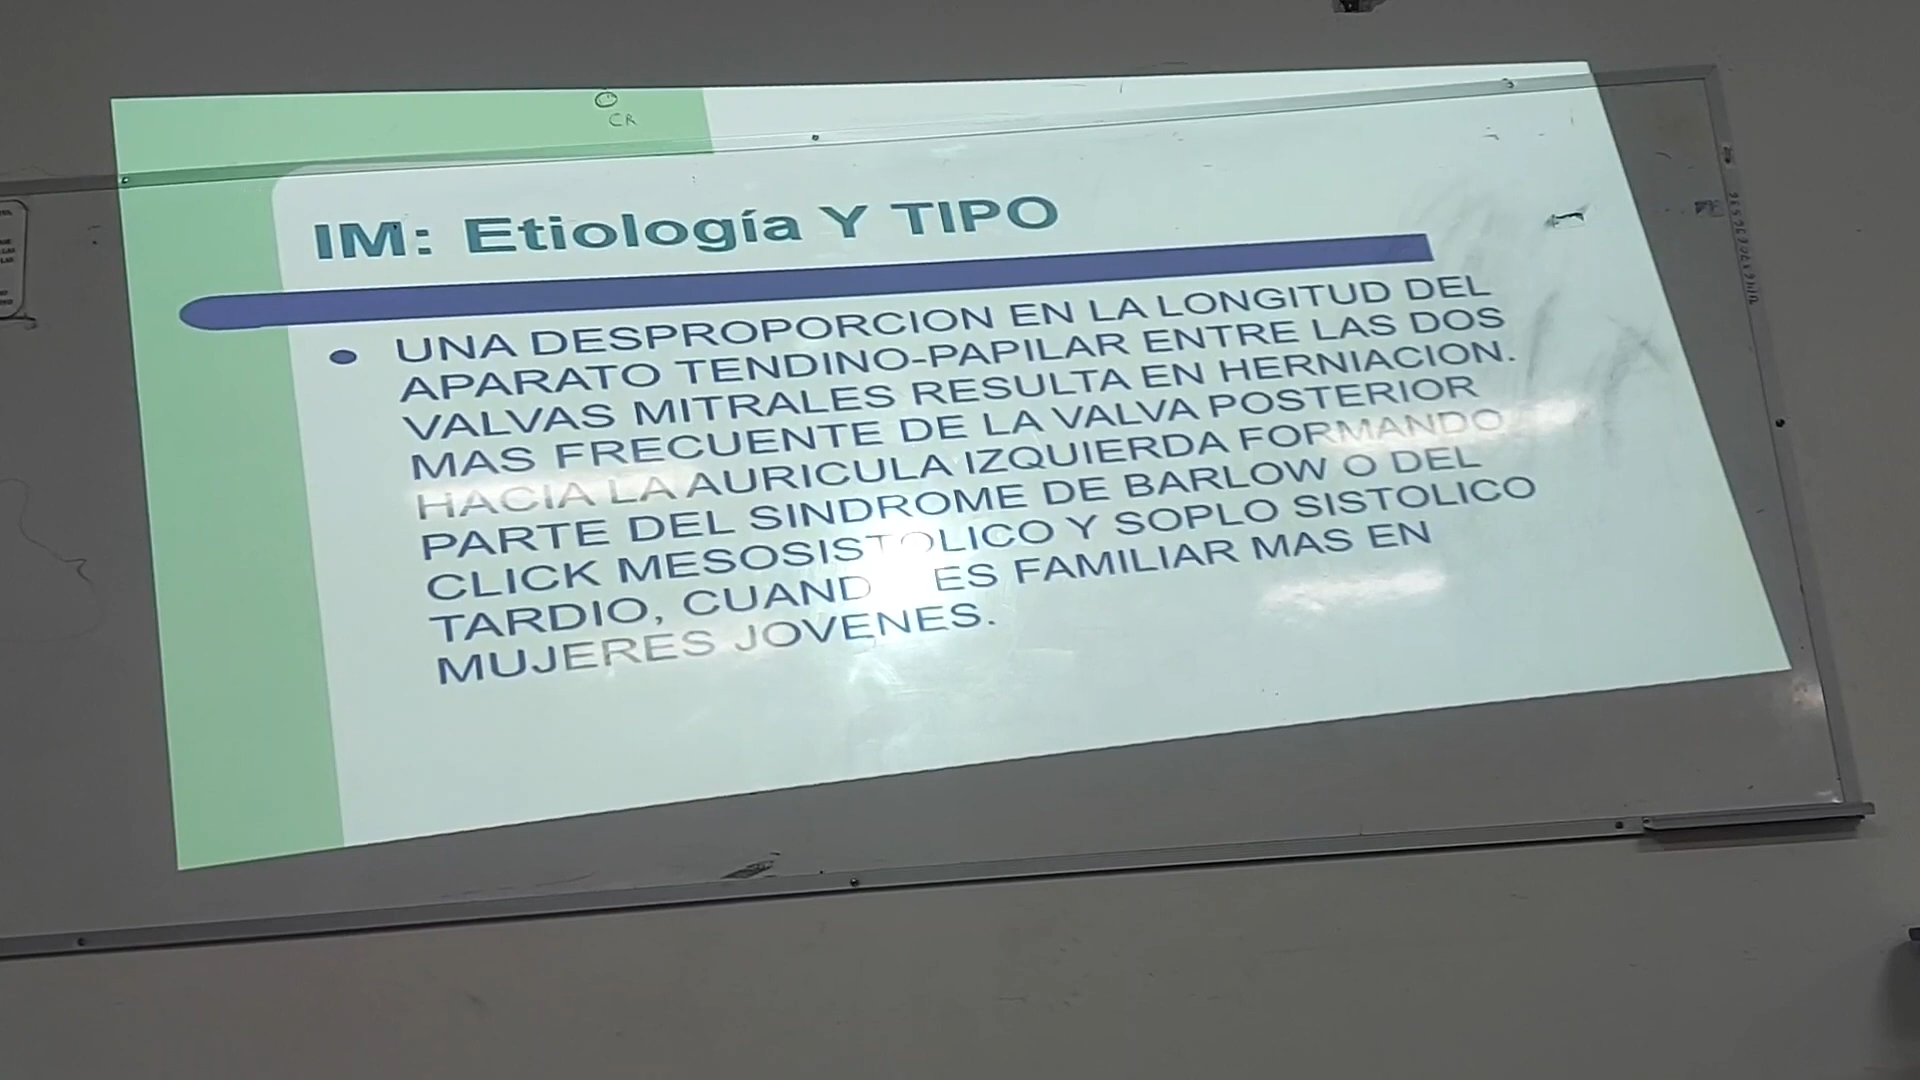 CR
IM: Etiología Y TIPO
• UNA DESPROPORCION EN LA LONGITUD DEL
APARATO TENDINO-PAPILAR ENTRE LAS DOS
VALVAS MITRALES RESULTA EN HERNIACION.
MAS FRECUENTE DE LA VALVA POSTERIOR
HACIA LA AURICULA IZQUIERDA FORMANDO
PARTE DEL SINDROME DE BARLOW O DEL
CLICK MESOSISTOLICO Y SOPLO SISTOLICO
TARDIO, CUAND ES FAMILIAR MAS EN
MUJERES JOVENES.